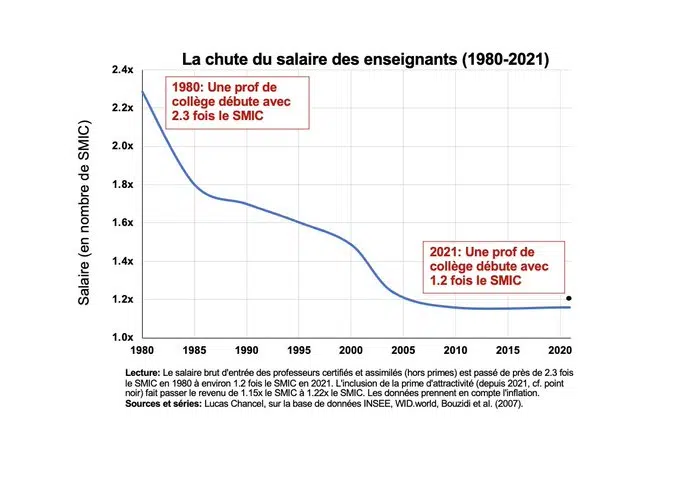 La chute du salaire des enseignants (1980-2021)
Salaire (en nombre de SMIC)
2.4x
2.2x
2.0x
1.8x
1.6x
1.4x
1.2x
1.0x
1980: Une prof de
collège débute avec
2.3 fois le SMIC
2021: Une prof de
collège débute avec
1.2 fois le SMIC
1980 1985 1990 1995 2000 2005 2010 2015 2020
Lecture: Le salaire brut d'entrée des professeurs certifiés et assimilés (hors primes) est passé de près de 2.3 fois
le SMIC en 1980 à environ 1.2 fois le SMIC en 2021. L'inclusion de la prime d'attractivité (depuis 2021, cf. point
noir) fait passer le revenu de 1.15x le SMIC à 1.22x le SMIC. Les données prennent en compte l'inflation.
Sources et séries: Lucas Chancel, sur la base de données INSEE, WID.world, Bouzidi et al. (2007).